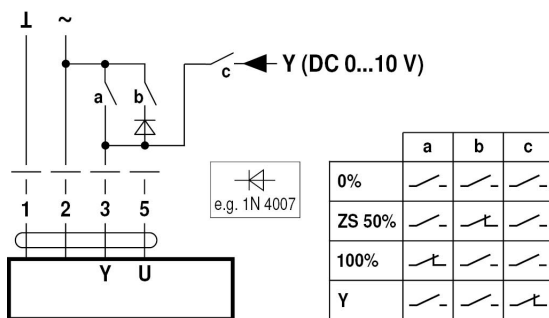 ⊥ ~
a b c Y (DC 0...10 V)
1 2 3 5
Y U
e.g. 1N 4007
a b c
0%
ZS 50%
100%
Y